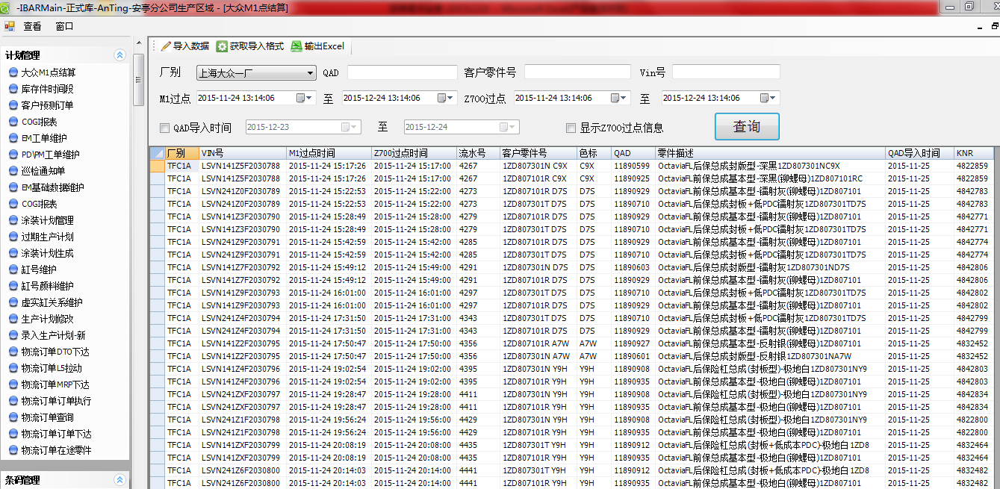 -IBARMain-正式库-AnTing-安亭分公司生产区域 - [大众M1点结算]
查看 窗口
导入数据 获取导入格式 输出Excel
计划管理
大众M1点结算
库存件时间段
客户预测订单
COGI报表
EM工单维护
PD\PM工单维护
巡检通知单
EM基础数据维护
COGI报表
涂装计划管理
过期生产计划
涂装计划生成
缸号维护
缸号颜料维护
虚实缸关系维护
生产计划修改
录入生产计划-新
物流订单DTO下达
物流订单L5拉动
物流订单MRP下达
物流订单订单执行
物流订单查询
物流订单订单下达
物流订单在途零件
条码管理
厂别 上海大众一厂 QAD 客户零件号 Vin号
M1过点 2015-11-24 13:14:06 至 2015-12-24 13:14:06 Z700过点 2015-11-24 13:14:06 至 2015-12-24 13:14:06
QAD导入时间 2015-12-23 至 2015-12-24 显示Z700过点信息 查询
厂别 VIN号 M1过点时间 Z700过点时间 流水号 客户零件号 色标 QAD 零件描述 QAD导入时间 KNR
TFC1A LSVN141Z5F2030788 2015-11-24 15:17:26 2015-11-24 15:17:00 4267 1ZD807301N C9X C9X 11890599 OctaviaFL后保总成封版型-深黑1ZD807301NC9X 2015-11-25 4822859
TFC1A LSVN141Z5F2030788 2015-11-24 15:17:26 2015-11-24 15:17:00 4267 1ZD807101R C9X C9X 11890925 OctaviaFL前保总成基本型-深黑(铆螺母)1ZD807101RC 2015-11-25 4822859
TFC1A LSVN241Z0F2030789 2015-11-24 15:22:53 2015-11-24 15:22:00 4273 1ZD807101R D7S D7S 11890929 OctaviaFL前保总成基本型-镭射灰(铆螺母)1ZD807101 2015-11-25 4842783
TFC1A LSVN241Z0F2030789 2015-11-24 15:22:53 2015-11-24 15:22:00 4273 1ZD807301T D7S D7S 11890710 OctaviaFL后保总成封板+低PDC镭射灰1ZD807301TD7S 2015-11-25 4842783
TFC1A LSVN141Z3F2030790 2015-11-24 15:28:49 2015-11-24 15:28:00 4279 1ZD807101R D7S D7S 11890929 OctaviaFL前保总成基本型-镭射灰(铆螺母)1ZD807101 2015-11-25 4842771
TFC1A LSVN141Z3F2030790 2015-11-24 15:28:49 2015-11-24 15:28:00 4279 1ZD807301T D7S D7S 11890710 OctaviaFL后保总成封板+低PDC镭射灰1ZD807301TD7S 2015-11-25 4842771
TFC1A LSVN241Z9F2030791 2015-11-24 15:42:59 2015-11-24 15:42:00 4285 1ZD807101R D7S D7S 11890929 OctaviaFL前保总成基本型-镭射灰(铆螺母)1ZD807101 2015-11-25 4842774
TFC1A LSVN241Z9F2030791 2015-11-24 15:42:59 2015-11-24 15:42:00 4285 1ZD807301T D7S D7S 11890710 OctaviaFL后保总成封板+低PDC镭射灰1ZD807301TD7S 2015-11-25 4842774
TFC1A LSVN141Z7F2030792 2015-11-24 15:49:12 2015-11-24 15:49:00 4291 1ZD807301N D7S D7S 11890603 OctaviaFL后保总成封版型-镭射灰1ZD807301ND7S 2015-11-25 4842806
TFC1A LSVN141Z7F2030792 2015-11-24 15:49:12 2015-11-24 15:49:00 4291 1ZD807101R D7S D7S 11890929 OctaviaFL前保总成基本型-镭射灰(铆螺母)1ZD807101 2015-11-25 4842806
TFC1A LSVN141Z9F2030793 2015-11-24 16:01:00 2015-11-24 16:01:00 4297 1ZD807301T D7S D7S 11890710 OctaviaFL后保总成封板+低PDC镭射灰1ZD807301TD7S 2015-11-25 4842802
TFC1A LSVN141Z9F2030793 2015-11-24 16:01:00 2015-11-24 16:01:00 4297 1ZD807101R D7S D7S 11890929 OctaviaFL前保总成基本型-镭射灰(铆螺母)1ZD807101 2015-11-25 4842802
TFC1A LSVN241Z4F2030794 2015-11-24 17:31:50 2015-11-24 17:31:00 4343 1ZD807301T D7S D7S 11890710 OctaviaFL后保总成封板+低PDC镭射灰1ZD807301TD7S 2015-11-25 4842799
TFC1A LSVN241Z4F2030794 2015-11-24 17:31:50 2015-11-24 17:31:00 4343 1ZD807101R D7S D7S 11890929 OctaviaFL前保总成基本型-镭射灰(铆螺母)1ZD807101 2015-11-25 4842799
TFC1A LSVN141Z2F2030795 2015-11-24 17:50:47 2015-11-24 17:50:00 4356 1ZD807101R A7W A7W 11890927 OctaviaFL前保总成基本型-反射银(铆螺母)1ZD807101 2015-11-25 4832452
TFC1A LSVN141Z2F2030795 2015-11-24 17:50:47 2015-11-24 17:50:00 4356 1ZD807301N A7W A7W 11890601 OctaviaFL后保总成封版型-反射银1ZD807301NA7W 2015-11-25 4832452
TFC1A LSVN141Z4F2030796 2015-11-24 19:02:54 2015-11-24 19:02:00 4395 1ZD807301N Y9H Y9H 11890908 OctaviaFL后保险杠总成(封板型)-极地白1ZD807301NY9 2015-11-25 4842803
TFC1A LSVN141Z4F2030796 2015-11-24 19:02:54 2015-11-24 19:02:00 4395 1ZD807101R Y9H Y9H 11890935 OctaviaFL前保总成基本型-极地白(铆螺母)1ZD807101 2015-11-25 4842803
TFC1A LSVN241ZXF2030797 2015-11-24 19:28:47 2015-11-24 19:28:00 4411 1ZD807301N Y9H Y9H 11890908 OctaviaFL后保险杠总成(封板型)-极地白1ZD807301NY9 2015-11-25 4842834
TFC1A LSVN241ZXF2030797 2015-11-24 19:28:47 2015-11-24 19:28:00 4411 1ZD807101R Y9H Y9H 11890935 OctaviaFL前保总成基本型-极地白(铆螺母)1ZD807101 2015-11-25 4842834
TFC1A LSVN241Z1F2030798 2015-11-24 19:56:24 2015-11-24 19:56:00 4429 1ZD807301N Y9H Y9H 11890908 OctaviaFL后保险杠总成(封板型)-极地白1ZD807301NY9 2015-11-25 4822800
TFC1A LSVN241Z1F2030798 2015-11-24 19:56:24 2015-11-24 19:56:00 4429 1ZD807101R Y9H Y9H 11890935 OctaviaFL前保总成基本型-极地白(铆螺母)1ZD807101 2015-11-25 4822800
TFC1A LSVN141ZXF2030799 2015-11-24 20:08:19 2015-11-24 20:08:00 4435 1ZD807301T Y9H Y9H 11890912 OctaviaFL后保险杠总成(封板+低成本PDC)-极地白1ZD8 2015-11-25 4832464
TFC1A LSVN141ZXF2030799 2015-11-24 20:08:19 2015-11-24 20:08:00 4435 1ZD807101R Y9H Y9H 11890935 OctaviaFL前保总成基本型-极地白(铆螺母)1ZD807101 2015-11-25 4832464
TFC1A LSVN241Z6F2030800 2015-11-24 20:14:03 2015-11-24 20:14:00 4441 1ZD807301T Y9H Y9H 11890912 OctaviaFL后保险杠总成(封板+低成本PDC)-极地白1ZD8 2015-11-25 4832482
TFC1A LSVN241Z6F2030800 2015-11-24 20:14:03 2015-11-24 20:14:00 4441 1ZD807101R Y9H Y9H 11890935 OctaviaFL前保总成基本型-极地白(铆螺母)1ZD807101 2015-11-25 4832482